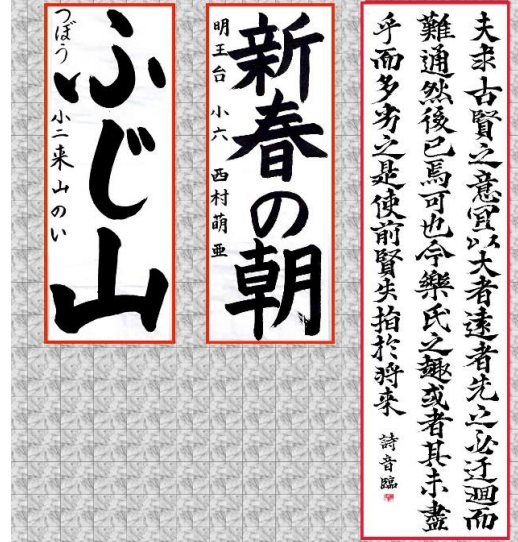 夫求古賢之意宜以大者遠者先之必迂迴而
難通然後已焉可也今樂氏之趣或者其未盡
乎而多劣之是使前賢失指於将来 詩音臨
新春の朝
明王台 小六 西村萌亜
ふじ山
つぼう 小二来山のい